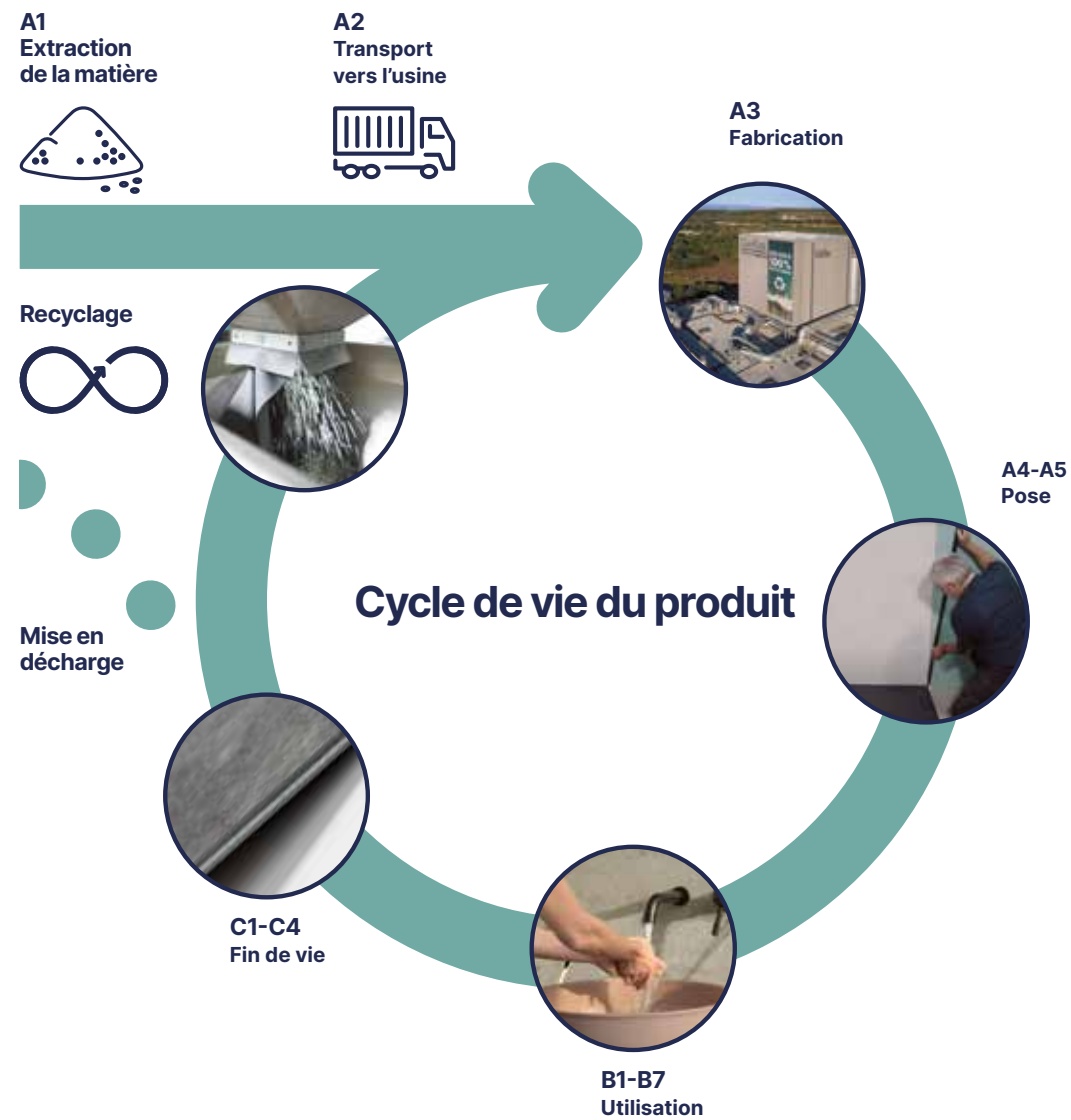 A1
Extraction
de la matière
A2
Transport
vers l'usine
A3
Fabrication
100%
Recyclage
A4-A5
Pose
Cycle de vie du produit
Mise en
décharge
C1-C4
Fin de vie
B1-B7
Utilisation